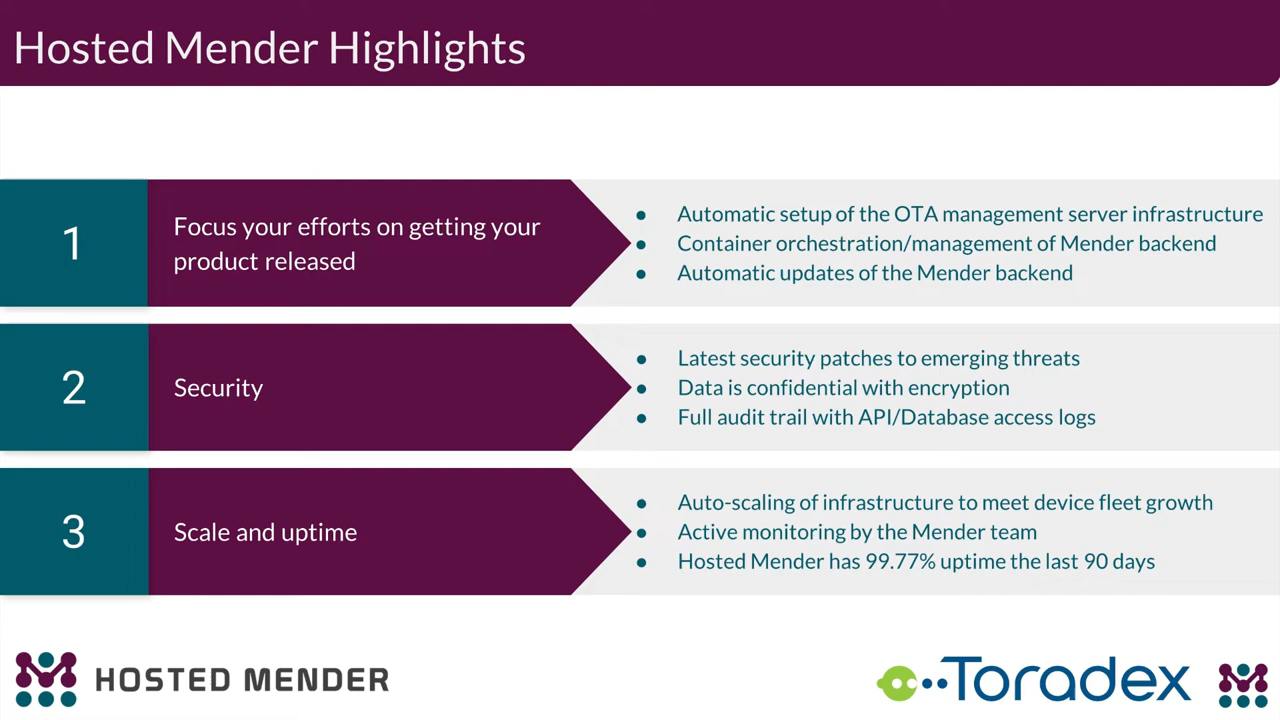 Hosted Mender Highlights
1
Focus your efforts on getting your
product released
● Automatic setup of the OTA management server infrastructure
● Container orchestration/management of Mender backend
● Automatic updates of the Mender backend
2
Security
● Latest security patches to emerging threats
● Data is confidential with encryption
● Full audit trail with API/Database access logs
3
Scale and uptime
● Auto-scaling of infrastructure to meet device fleet growth
● Active monitoring by the Mender team
● Hosted Mender has 99.77% uptime the last 90 days
HOSTED MENDER
Toradex